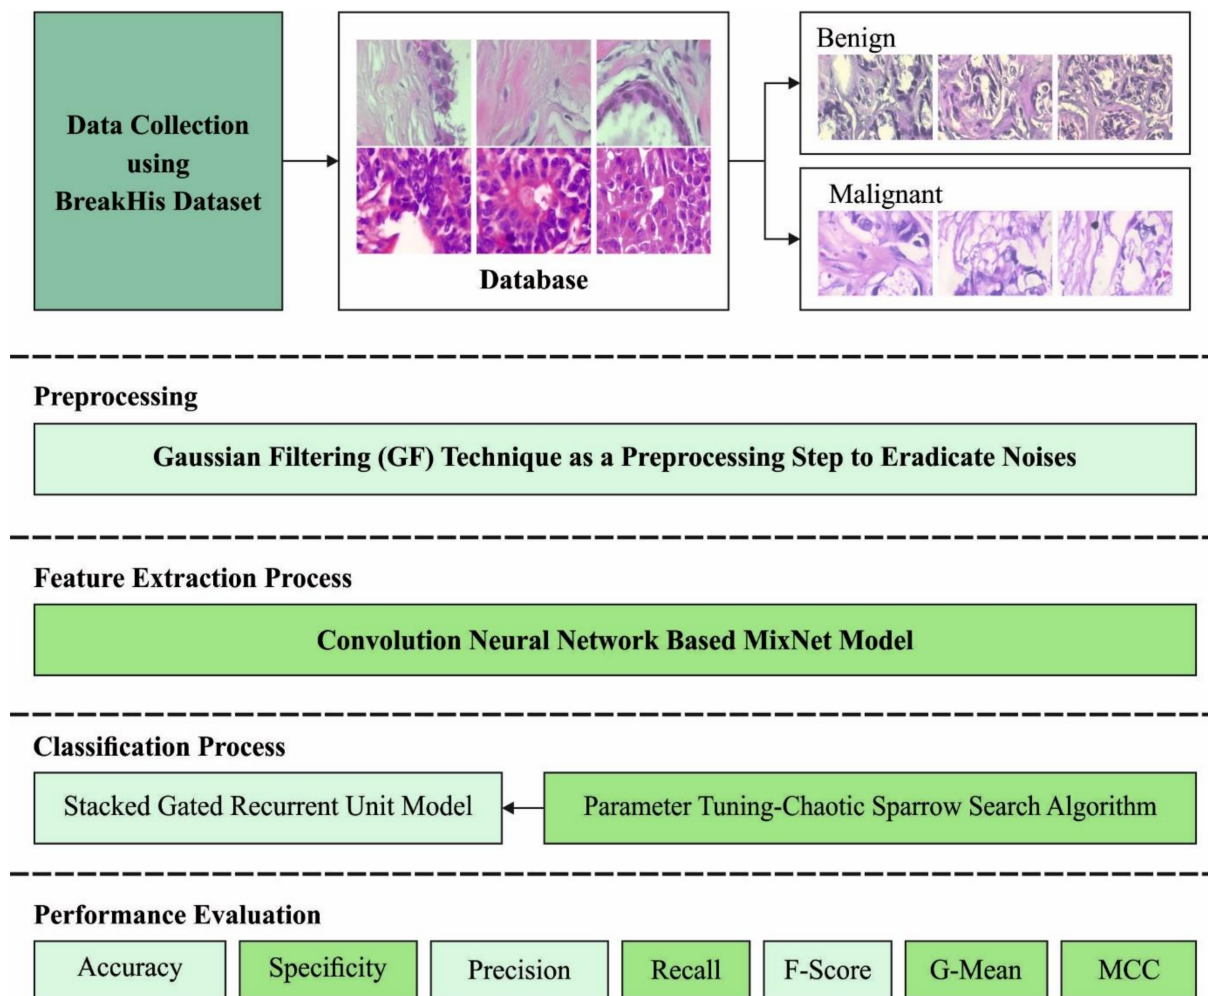 Data Collection
using
BreakHis Dataset
Database
Benign
Malignant
Preprocessing
Gaussian Filtering (GF) Technique as a Preprocessing Step to Eradicate Noises
Feature Extraction Process
Convolution Neural Network Based MixNet Model
Classification Process
Stacked Gated Recurrent Unit Model
Parameter Tuning-Chaotic Sparrow Search Algorithm
Performance Evaluation
Accuracy
Specificity
Precision
Recall
F-Score
G-Mean
MCC